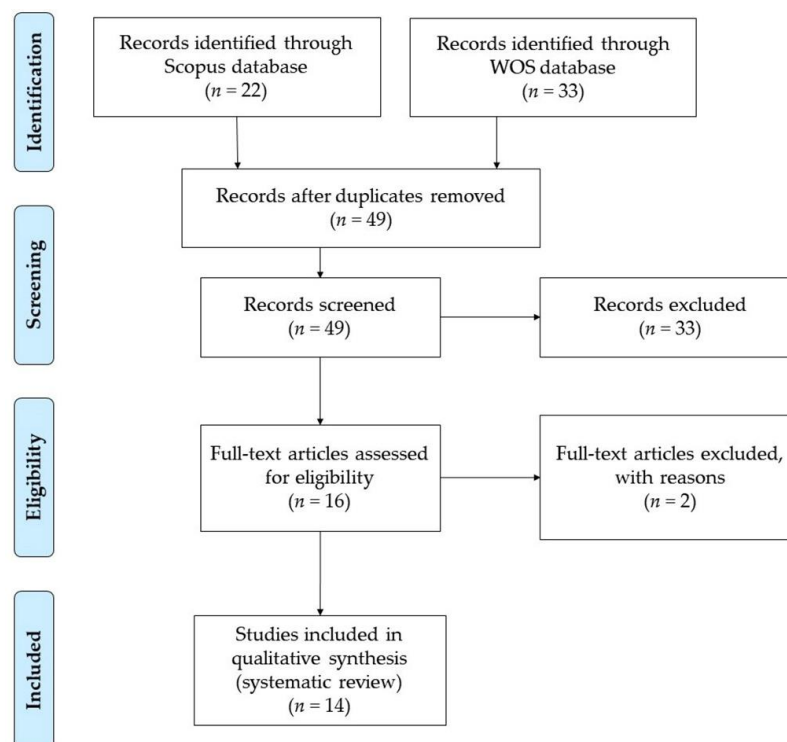 Identification
Records identified through
Scopus database
(n = 22)
Records identified through
WOS database
(n = 33)
Records after duplicates removed
(n = 49)
Screening
Records screened
(n = 49)
Records excluded
(n = 33)
Eligibility
Full-text articles assessed
for eligibility
(n = 16)
Full-text articles excluded,
with reasons
(n = 2)
Included
Studies included in
qualitative synthesis
(systematic review)
(n = 14)